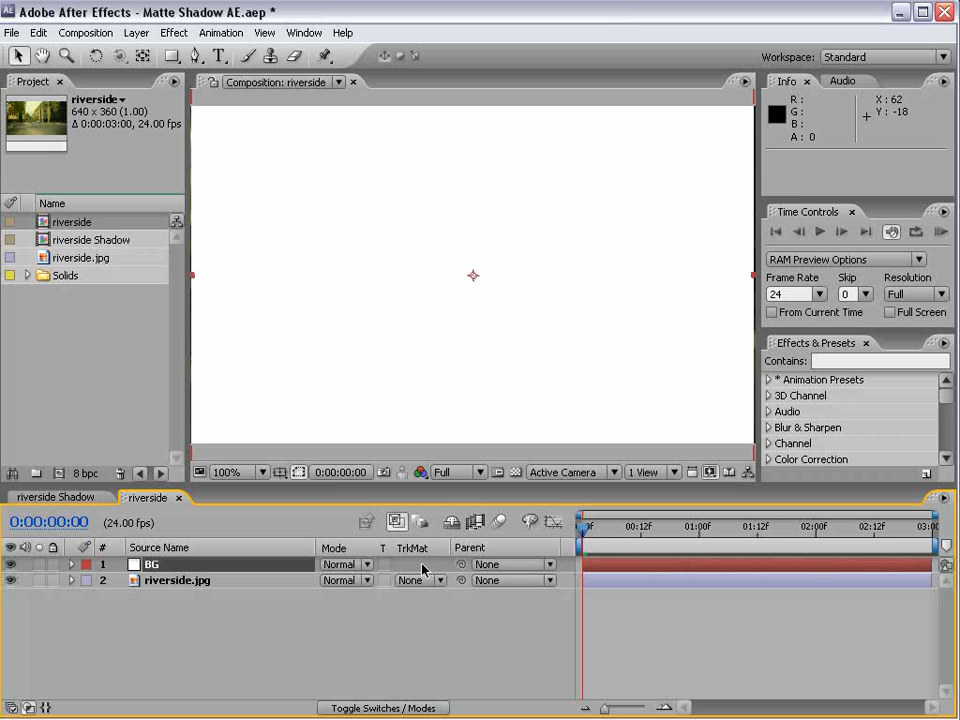 Adobe After Effects - Matte Shadow AE.aep *
File Edit Composition Layer Effect Animation View Window Help
Workspace: Standard
Project
riverside
640 x 360 (1.00)
Δ 0:00:03:00, 24.00 fps
Name
riverside
riverside Shadow
riverside.jpg
Solids
8 bpc
Composition: riverside
100%
0:00:00:00
Full
Active Camera
1 View
Info
Audio
R :
G :
B :
A : 0
X : 62
Y : -18
Time Controls
RAM Preview Options
Frame Rate Skip Resolution
24 0 Full
From Current Time Full Screen
Effects & Presets
Contains:
* Animation Presets
3D Channel
Audio
Blur & Sharpen
Channel
Color Correction
riverside Shadow
riverside
0:00:00:00 (24.00 fps)
00:12F 01:00F 01:12F 02:00F 02:12F
# Source Name Mode T TrkMat Parent
1 BG Normal None
2 riverside.jpg Normal None None
Toggle Switches / Modes